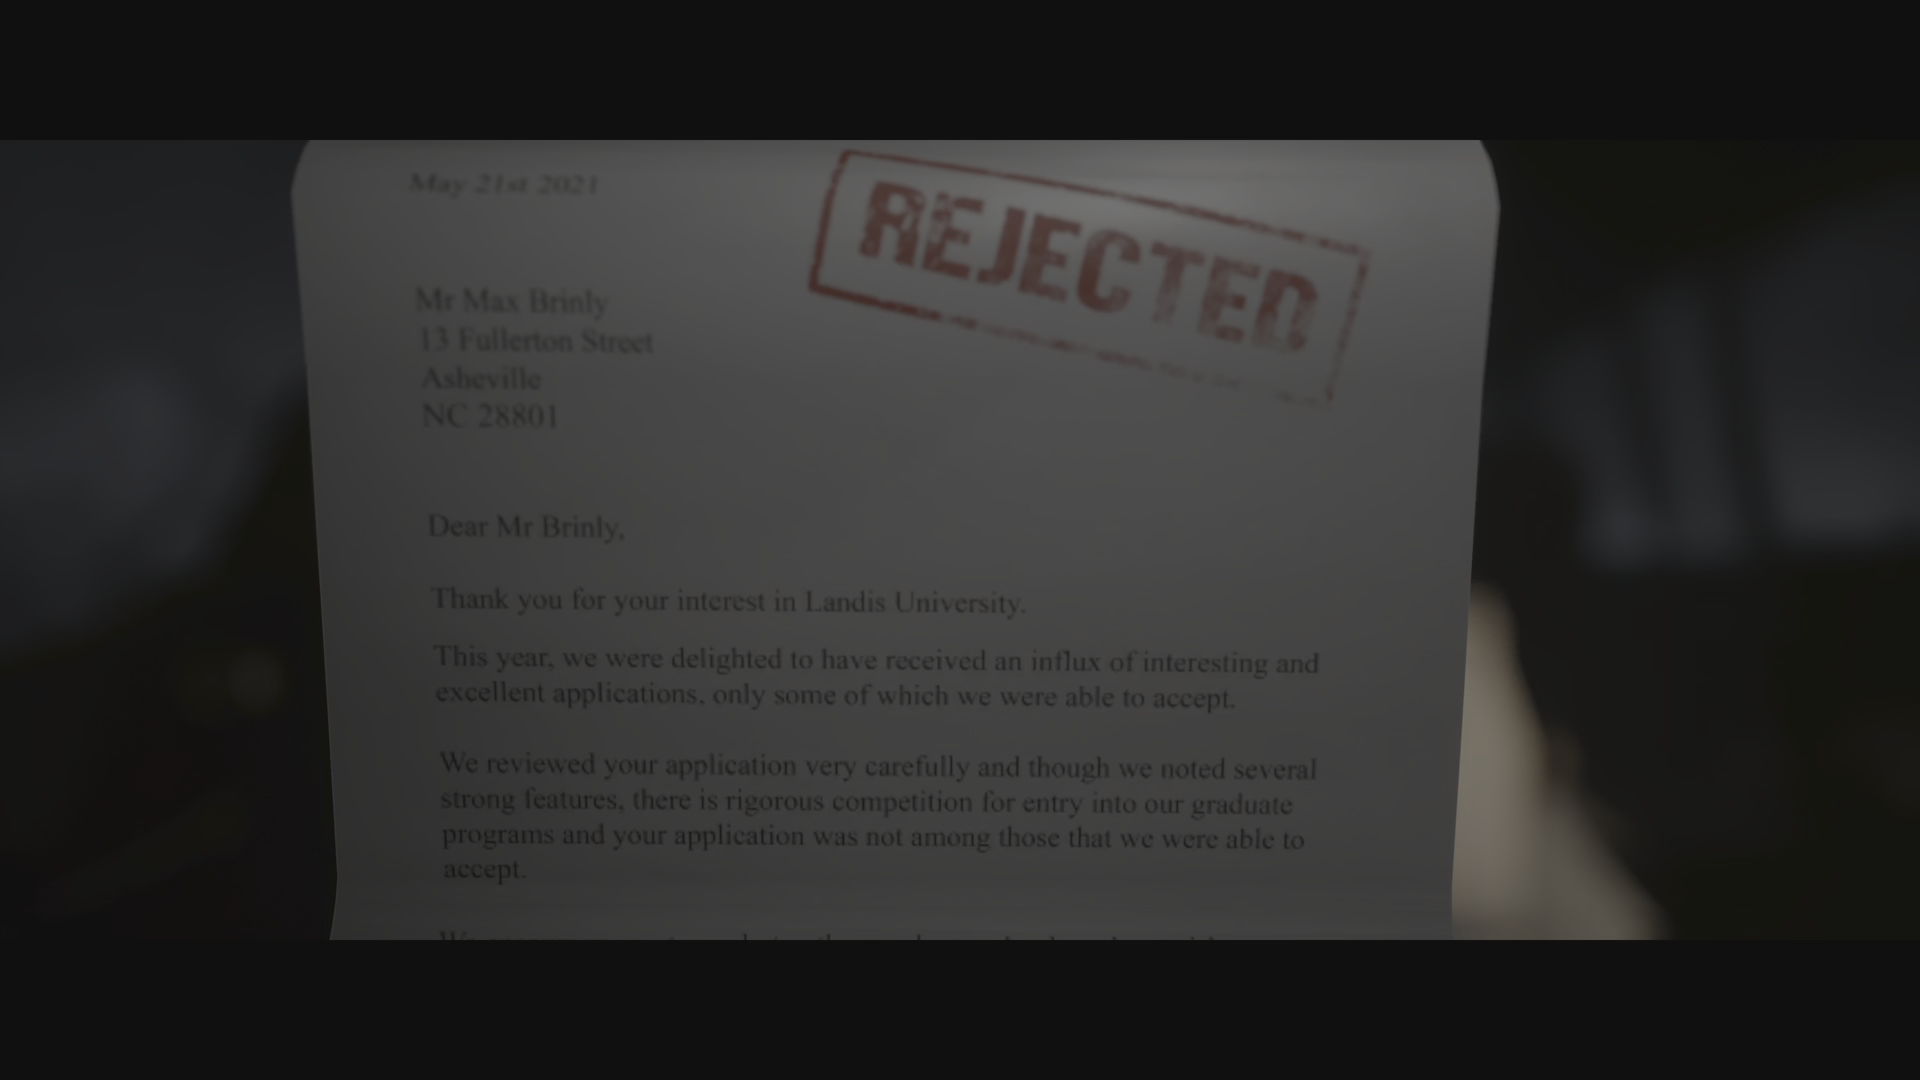 May 21st 2021
REJECTED
Mr Max Brinly
13 Fullerton Street
Asheville
NC 28801
Dear Mr Brinly,
Thank you for your interest in Landis University.
This year, we were delighted to have received an influx of interesting and
excellent applications, only some of which we were able to accept.
We reviewed your application very carefully and though we noted several
strong features, there is rigorous competition for entry into our graduate
programs and your application was not among those that we were able to
accept.
We